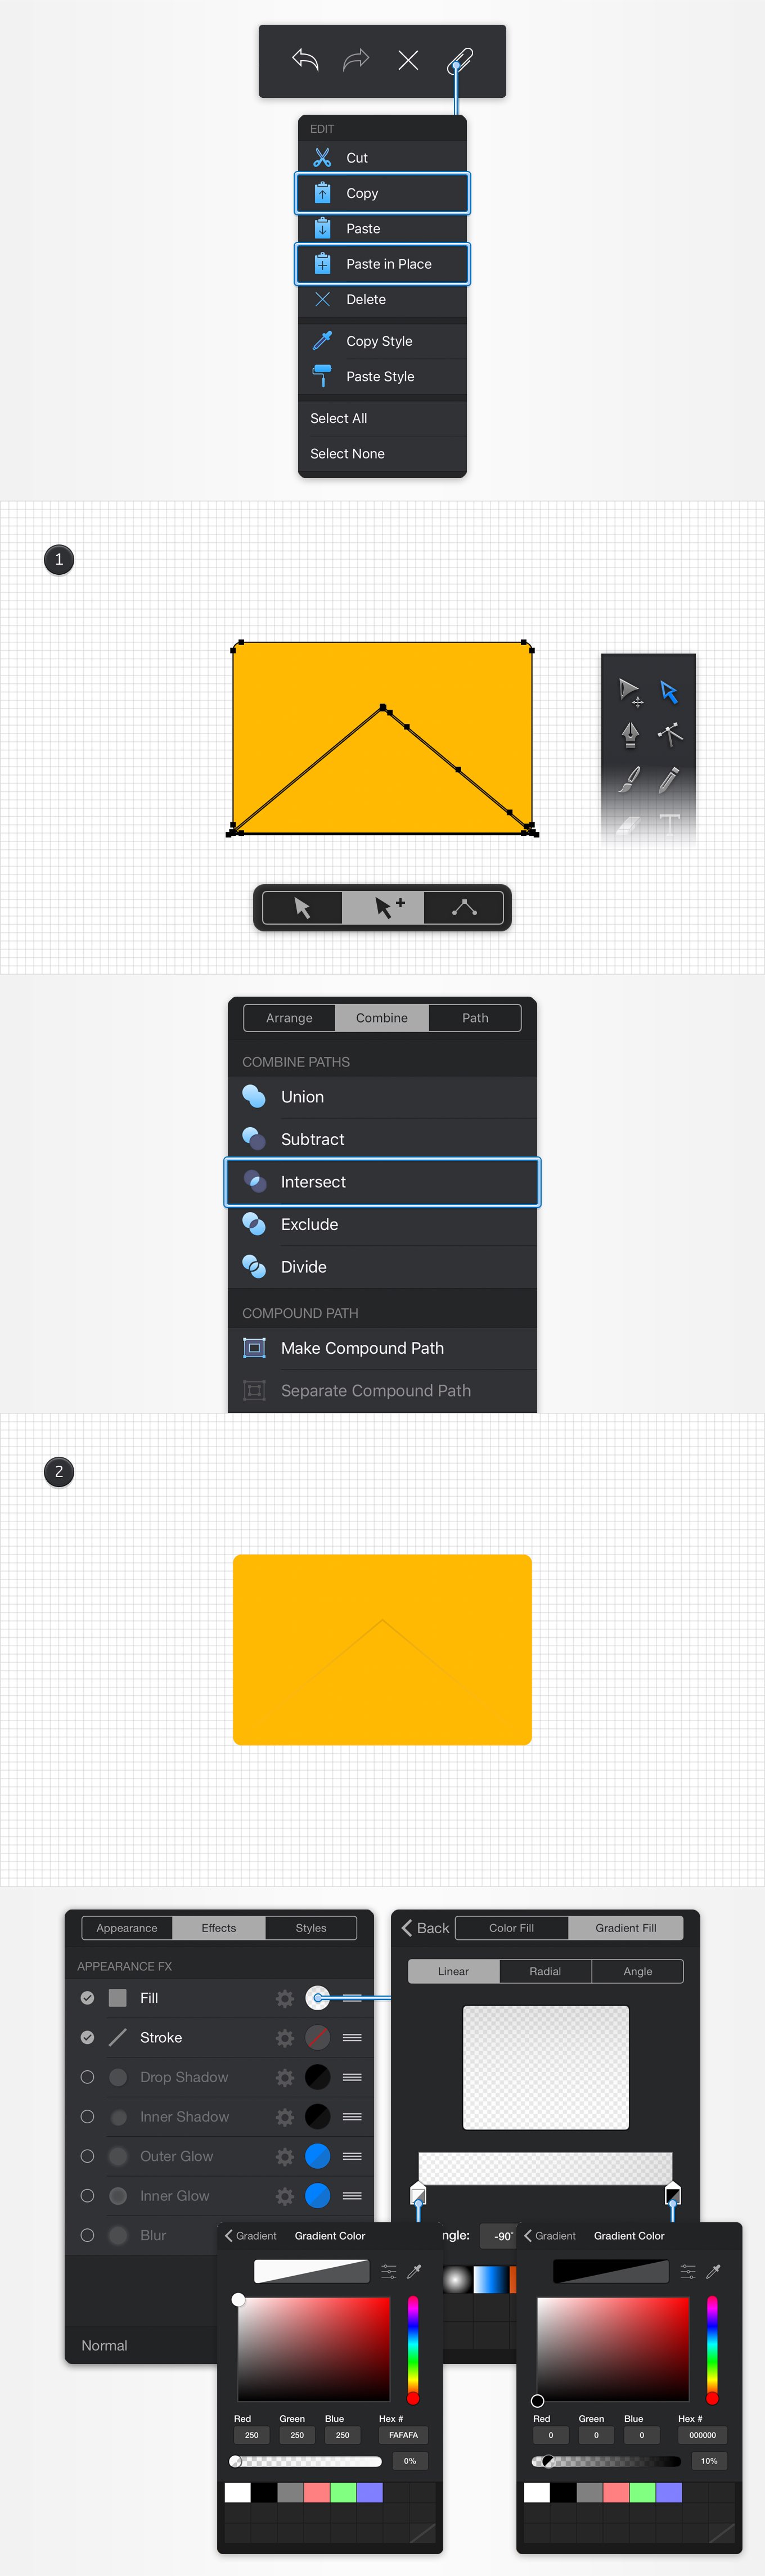 EDIT
Cut
Copy
Paste
Paste in Place
Delete
Copy Style
Paste Style
Select All
Select None
1
Arrange Combine Path
COMBINE PATHS
Union
Subtract
Intersect
Exclude
Divide
COMPOUND PATH
Make Compound Path
Separate Compound Path
2
Appearance Effects Styles
APPEARANCE FX
Fill
Stroke
Drop Shadow
Inner Shadow
Outer Glow
Inner Glow
Blur
Normal
Back Color Fill Gradient Fill
Linear Radial Angle
ngle: -90°
Gradient Gradient Color
Red Green Blue Hex #
250 250 250 FAFAFA
0%
Gradient Gradient Color
Red Green Blue Hex #
0 0 0 000000
10%